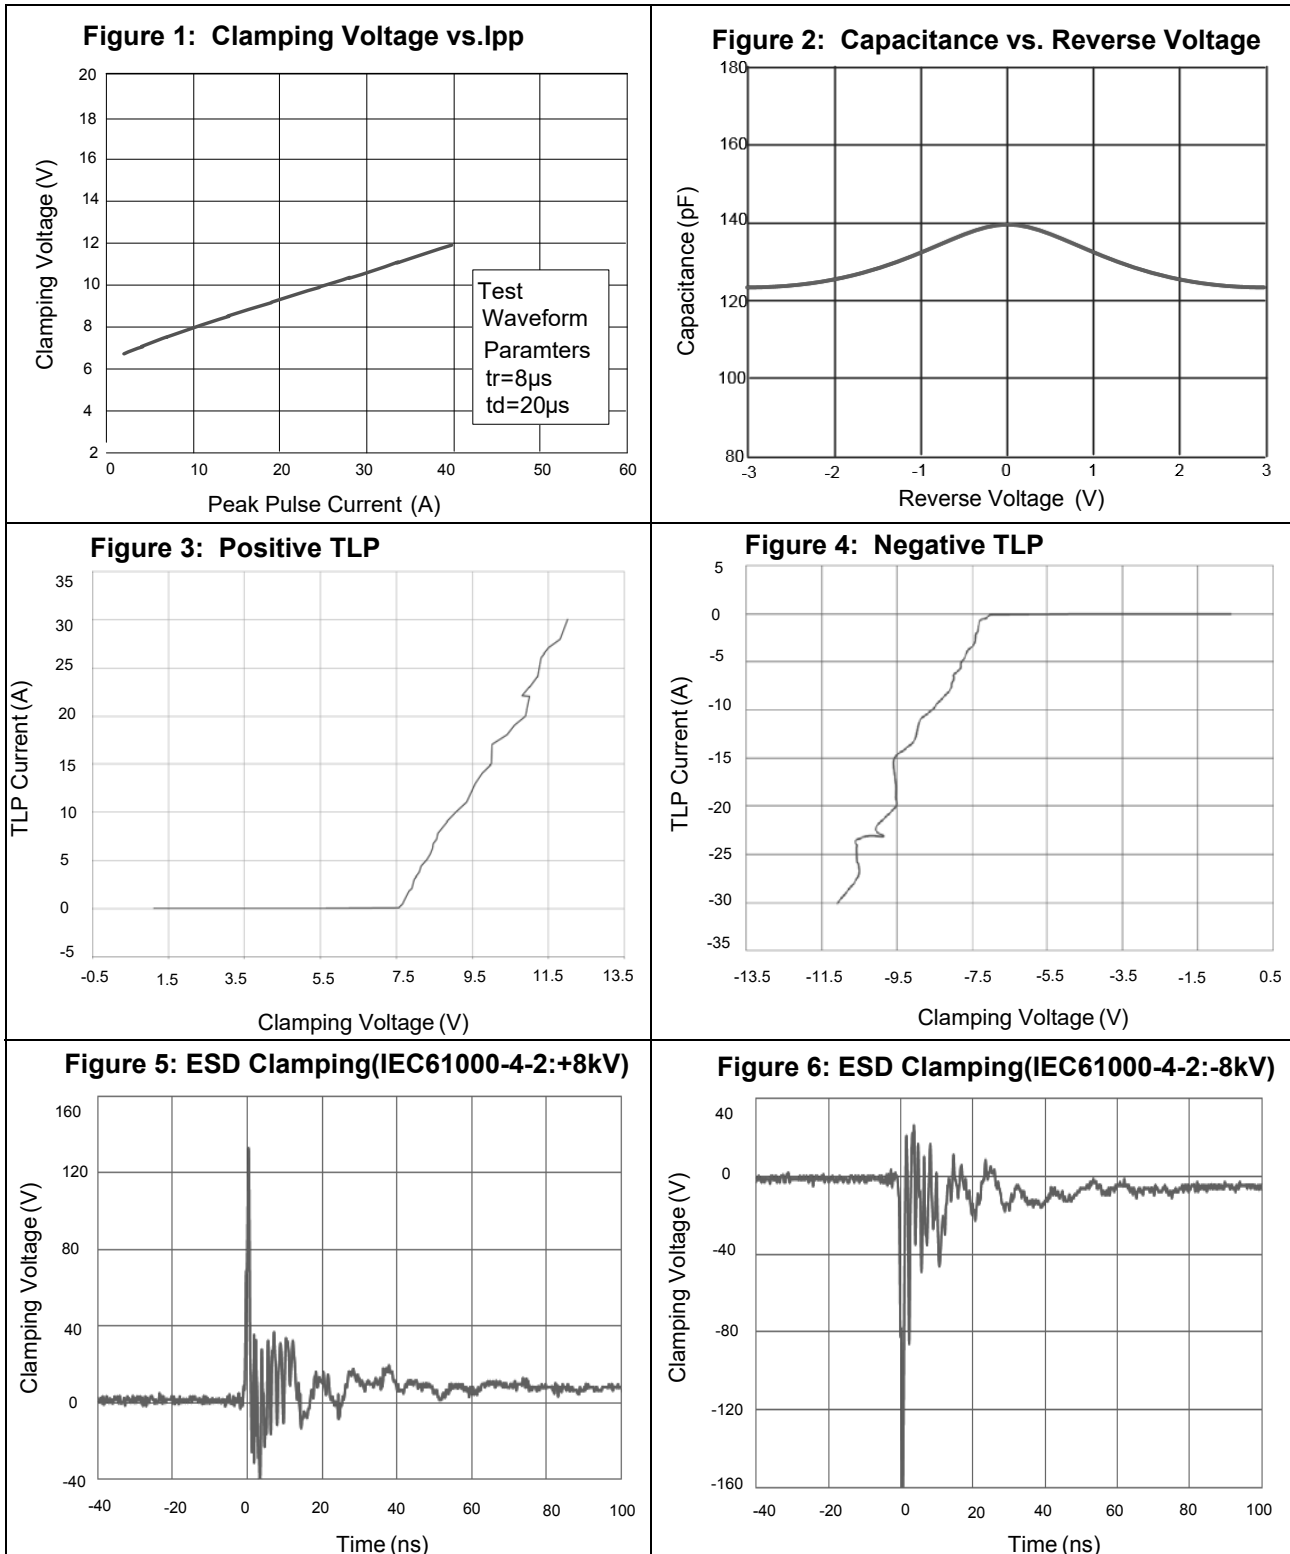 Figure 1:  Clamping Voltage vs.Ipp
20
18
16
14
12
10
8
6
4
2
0 10 20 30 40 50 60
Clamping Voltage (V)
Peak Pulse Current (A)
Test
Waveform
Paramters
tr=8μs
td=20μs
Figure 2:  Capacitance vs. Reverse Voltage
180
160
140
120
100
80
-3 -2 -1 0 1 2 3
Capacitance (pF)
Reverse Voltage (V)
Figure 3:  Positive TLP
35
30
25
20
15
10
5
0
-5
-0.5 1.5 3.5 5.5 7.5 9.5 11.5 13.5
TLP Current (A)
Clamping Voltage (V)
Figure 4:  Negative TLP
5
0
-5
-10
-15
-20
-25
-30
-35
-13.5 -11.5 -9.5 -7.5 -5.5 -3.5 -1.5 0.5
TLP Current (A)
Clamping Voltage (V)
Figure 5: ESD Clamping(IEC61000-4-2:+8kV)
160
120
80
40
0
-40
-40 -20 0 20 40 60 80 100
Clamping Voltage (V)
Time (ns)
Figure 6: ESD Clamping(IEC61000-4-2:-8kV)
40
0
-40
-80
-120
-160
-40 -20 0 20 40 60 80 100
Clamping Voltage (V)
Time (ns)